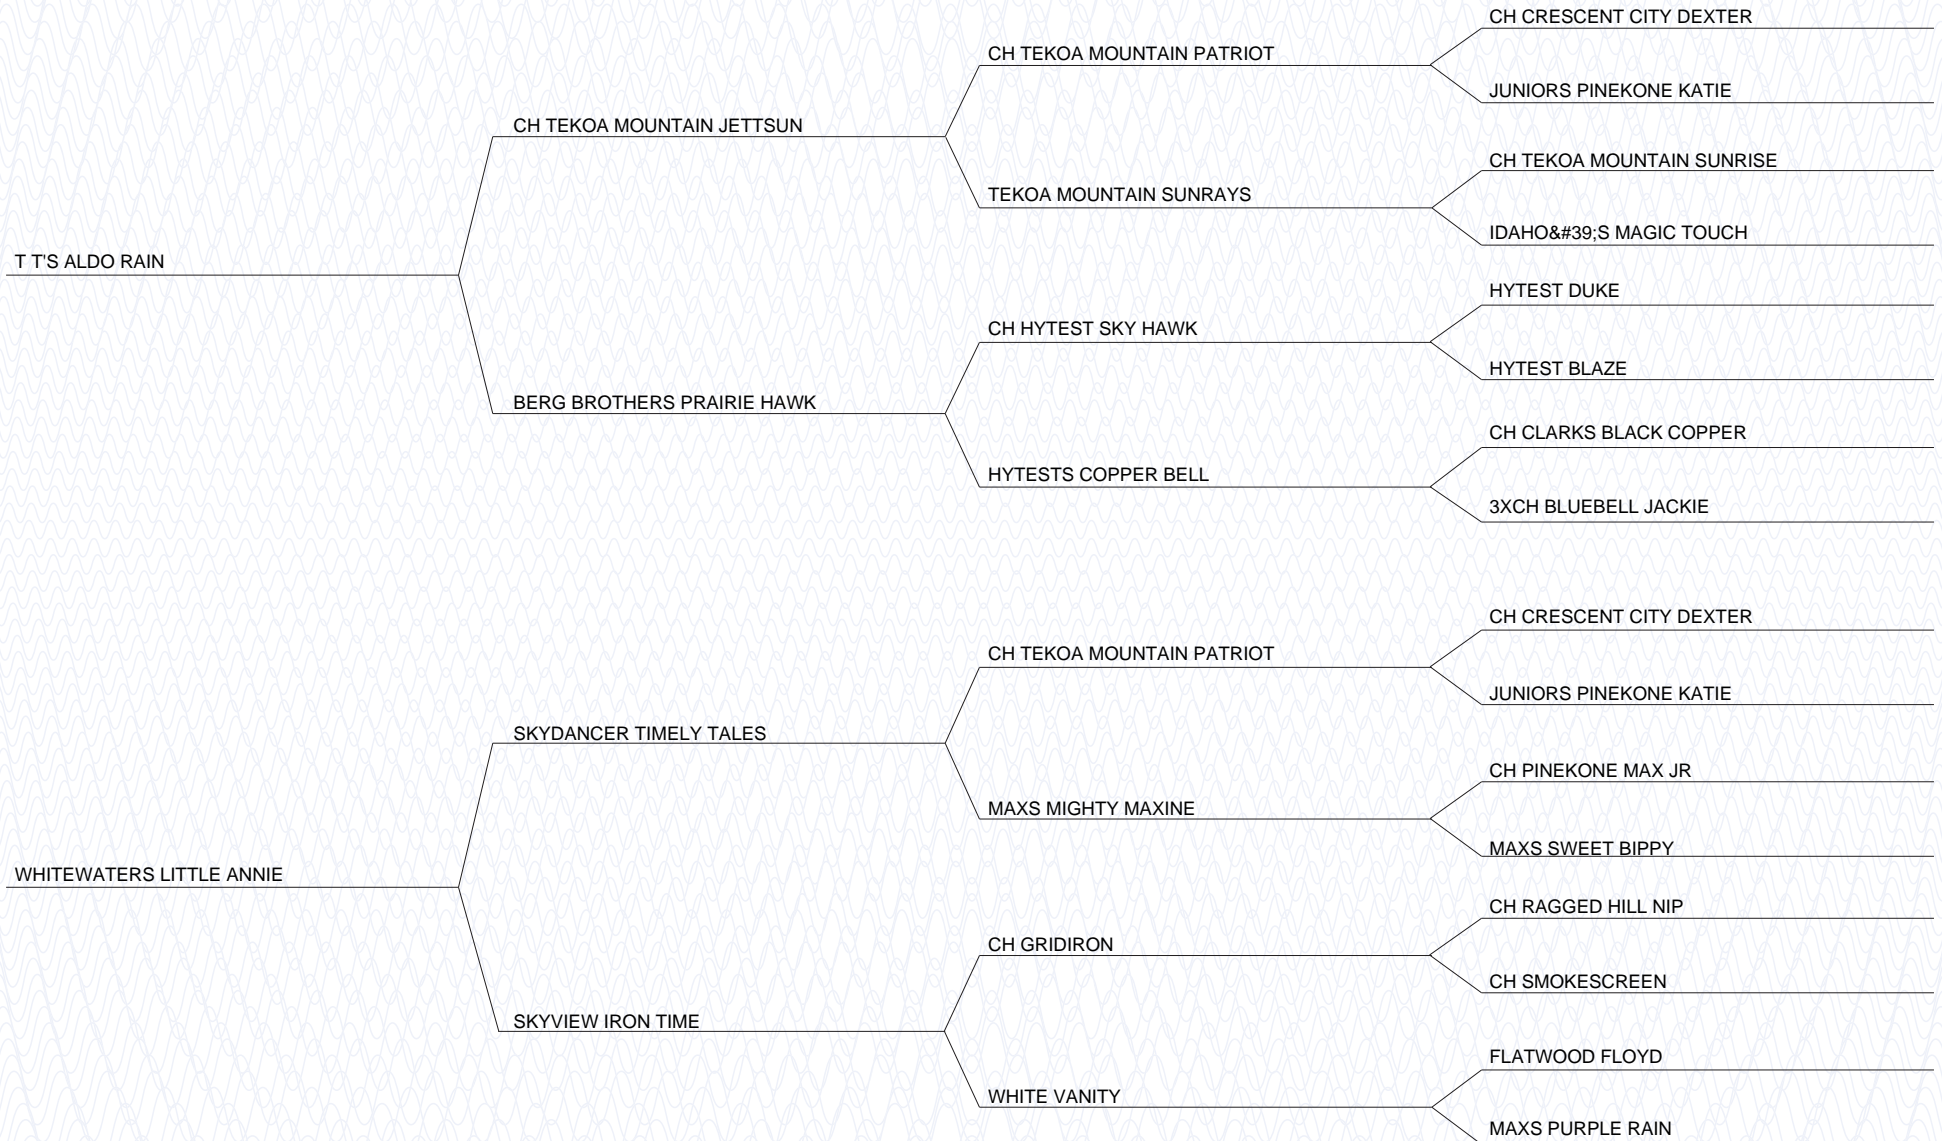 CH CRESCENT CITY DEXTER
CH TEKOA MOUNTAIN PATRIOT
JUNIORS PINEKONE KATIE
CH TEKOA MOUNTAIN JETTSUN
CH TEKOA MOUNTAIN SUNRISE
TEKOA MOUNTAIN SUNRAYS
IDAHO&#39;S MAGIC TOUCH
T T'S ALDO RAIN
HYTEST DUKE
CH HYTEST SKY HAWK
HYTEST BLAZE
BERG BROTHERS PRAIRIE HAWK
CH CLARKS BLACK COPPER
HYTESTS COPPER BELL
3XCH BLUEBELL JACKIE
CH CRESCENT CITY DEXTER
CH TEKOA MOUNTAIN PATRIOT
JUNIORS PINEKONE KATIE
SKYDANCER TIMELY TALES
CH PINEKONE MAX JR
MAXS MIGHTY MAXINE
MAXS SWEET BIPPY
WHITEWATERS LITTLE ANNIE
CH RAGGED HILL NIP
CH GRIDIRON
CH SMOKESCREEN
SKYVIEW IRON TIME
FLATWOOD FLOYD
WHITE VANITY
MAXS PURPLE RAIN